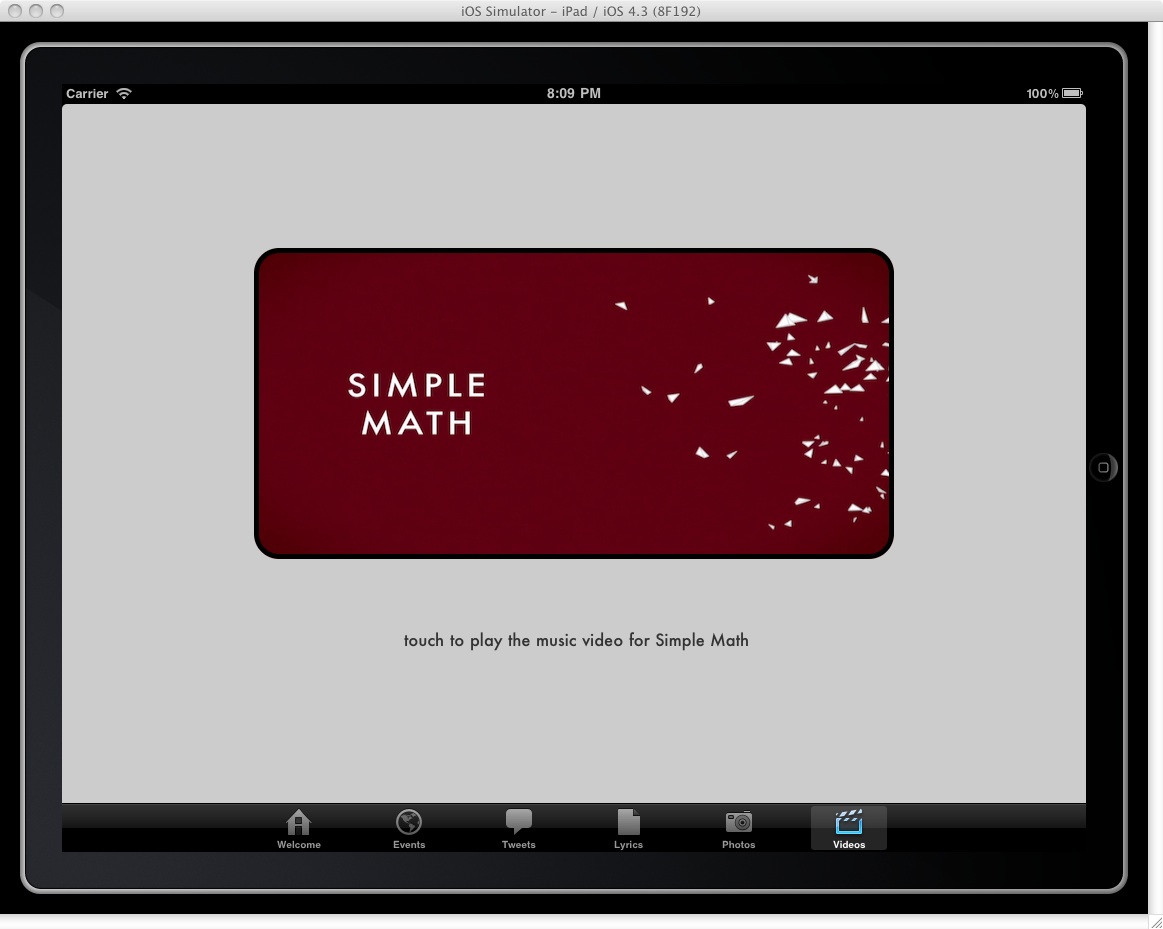 iOS Simulator – iPad / iOS 4.3 (8F192)
Carrier 8:09 PM 100%
SIMPLE
MATH
touch to play the music video for Simple Math
Welcome Events Tweets Lyrics Photos Videos